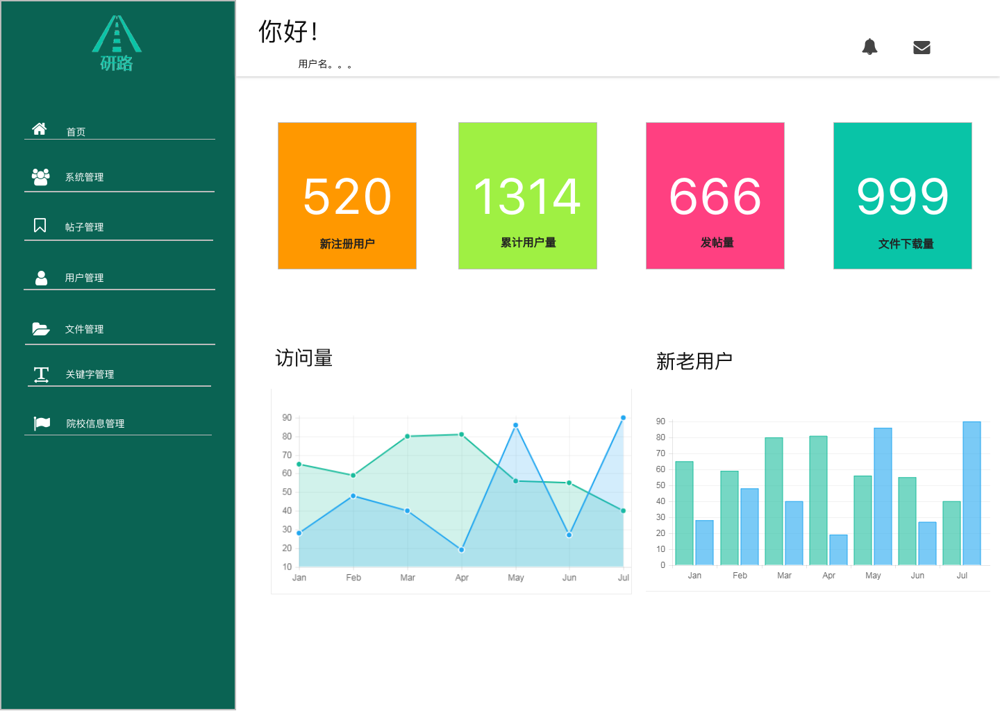 研路
首页
系统管理
帖子管理
用户管理
文件管理
关键字管理
院校信息管理
你好！
用户名。。。
520
新注册用户
1314
累计用户量
666
发帖量
999
文件下载量
访问量
90
80
70
60
50
40
30
20
10
Jan Feb Mar Apr May Jun Jul
新老用户
90
80
70
60
50
40
30
20
10
0
Jan Feb Mar Apr May Jun Jul